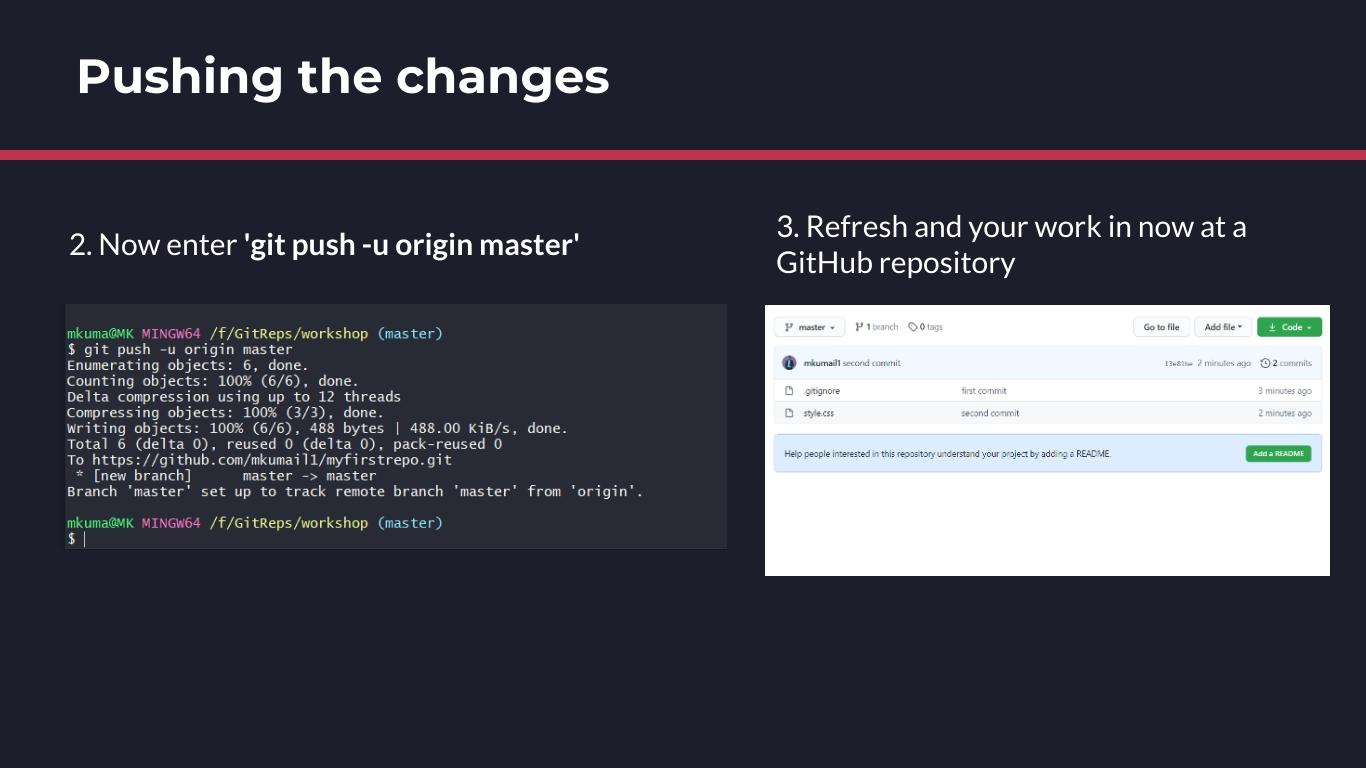 Pushing the changes
2. Now enter 'git push -u origin master'
mkuma@MK MINGW64 /f/GitReps/workshop (master)
$ git push -u origin master
Enumerating objects: 6, done.
Counting objects: 100% (6/6), done.
Delta compression using up to 12 threads
Compressing objects: 100% (3/3), done.
Writing objects: 100% (6/6), 488 bytes | 488.00 KiB/s, done.
Total 6 (delta 0), reused 0 (delta 0), pack-reused 0
To https://github.com/mkumail1/myfirstrepo.git
* [new branch] master -> master
Branch 'master' set up to track remote branch 'master' from 'origin'.
mkuma@MK MINGW64 /f/GitReps/workshop (master)
$
3. Refresh and your work in now at a
GitHub repository
master 1 branch 0 tags Go to file Add file Code
mkumail1 second commit 2 minutes ago 2 commits
.gitignore first commit 3 minutes ago
style.css second commit 2 minutes ago
Help people interested in this repository understand your project by adding a README. Add a README